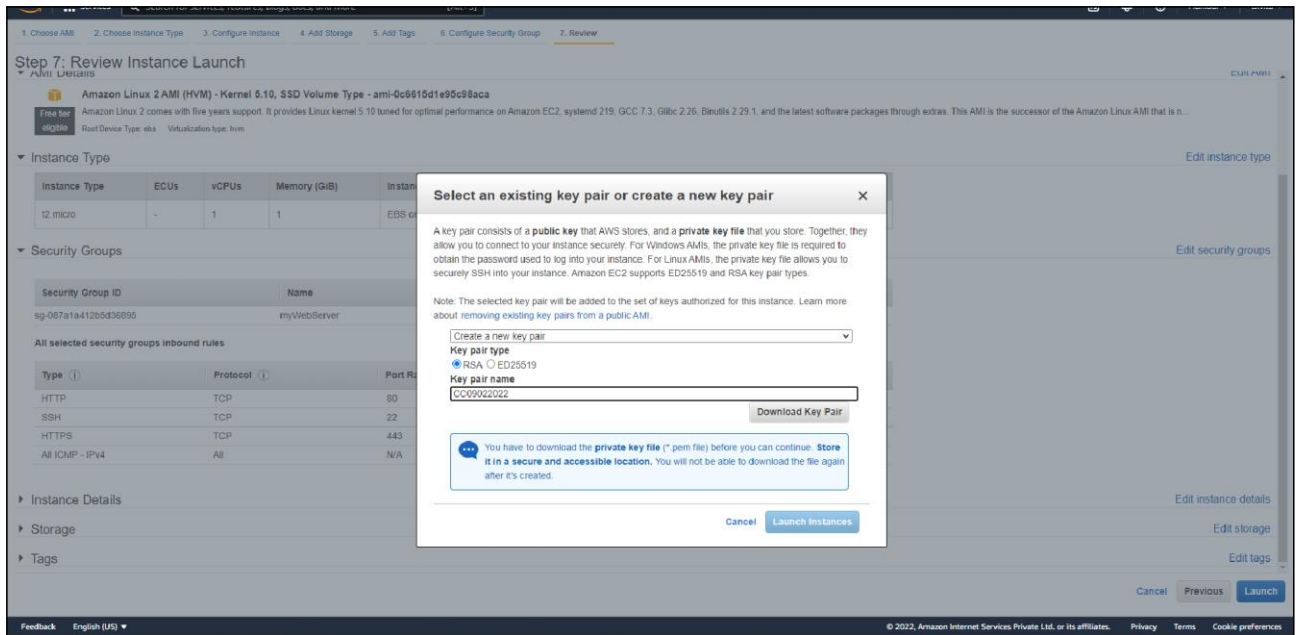 1. Choose AMI 2. Choose Instance Type 3. Configure Instance 4. Add Storage 5. Add Tags 6. Configure Security Group 7. Review
Step 7: Review Instance Launch
AMI Details Edit AMI
Amazon Linux 2 AMI (HVM) - Kernel 5.10, SSD Volume Type - ami-0c6615d1e95c98aca
Free tier eligible
Amazon Linux 2 comes with five years support. It provides Linux kernel 5.10 tuned for optimal performance on Amazon EC2, systemd 219, GCC 7.3, Glibc 2.26, Binutils 2.29.1, and the latest software packages through extras. This AMI is the successor of the Amazon Linux AMI that is n...
Root Device Type: ebs Virtualization type: hvm
Instance Type Edit instance type
Instance Type ECUs vCPUs Memory (GiB)
t2.micro - 1 1
Security Groups Edit security groups
Security Group ID Name
sg-087a1a412b5d36895 myWebServer
All selected security groups inbound rules
Type Protocol
HTTP TCP 80
SSH TCP 22
HTTPS TCP 443
All ICMP - IPv4 All N/A
Instance Details Edit instance details
Storage Edit storage
Tags Edit tags
Select an existing key pair or create a new key pair
A key pair consists of a public key that AWS stores, and a private key file that you store. Together, they
allow you to connect to your instance securely. For Windows AMIs, the private key file is required to
obtain the password used to log into your instance. For Linux AMIs, the private key file allows you to
securely SSH into your instance. Amazon EC2 supports ED25519 and RSA key pair types.
Note: The selected key pair will be added to the set of keys authorized for this instance. Learn more
about removing existing key pairs from a public AMI.
Create a new key pair
Key pair type
RSA ED25519
Key pair name
CC09022022
Download Key Pair
You have to download the private key file (*.pem file) before you can continue. Store
it in a secure and accessible location. You will not be able to download the file again
after it's created.
Cancel Launch Instances
Cancel Previous Launch
Feedback English (US) © 2022, Amazon Internet Services Private Ltd. or its affiliates. Privacy Terms Cookie preferences